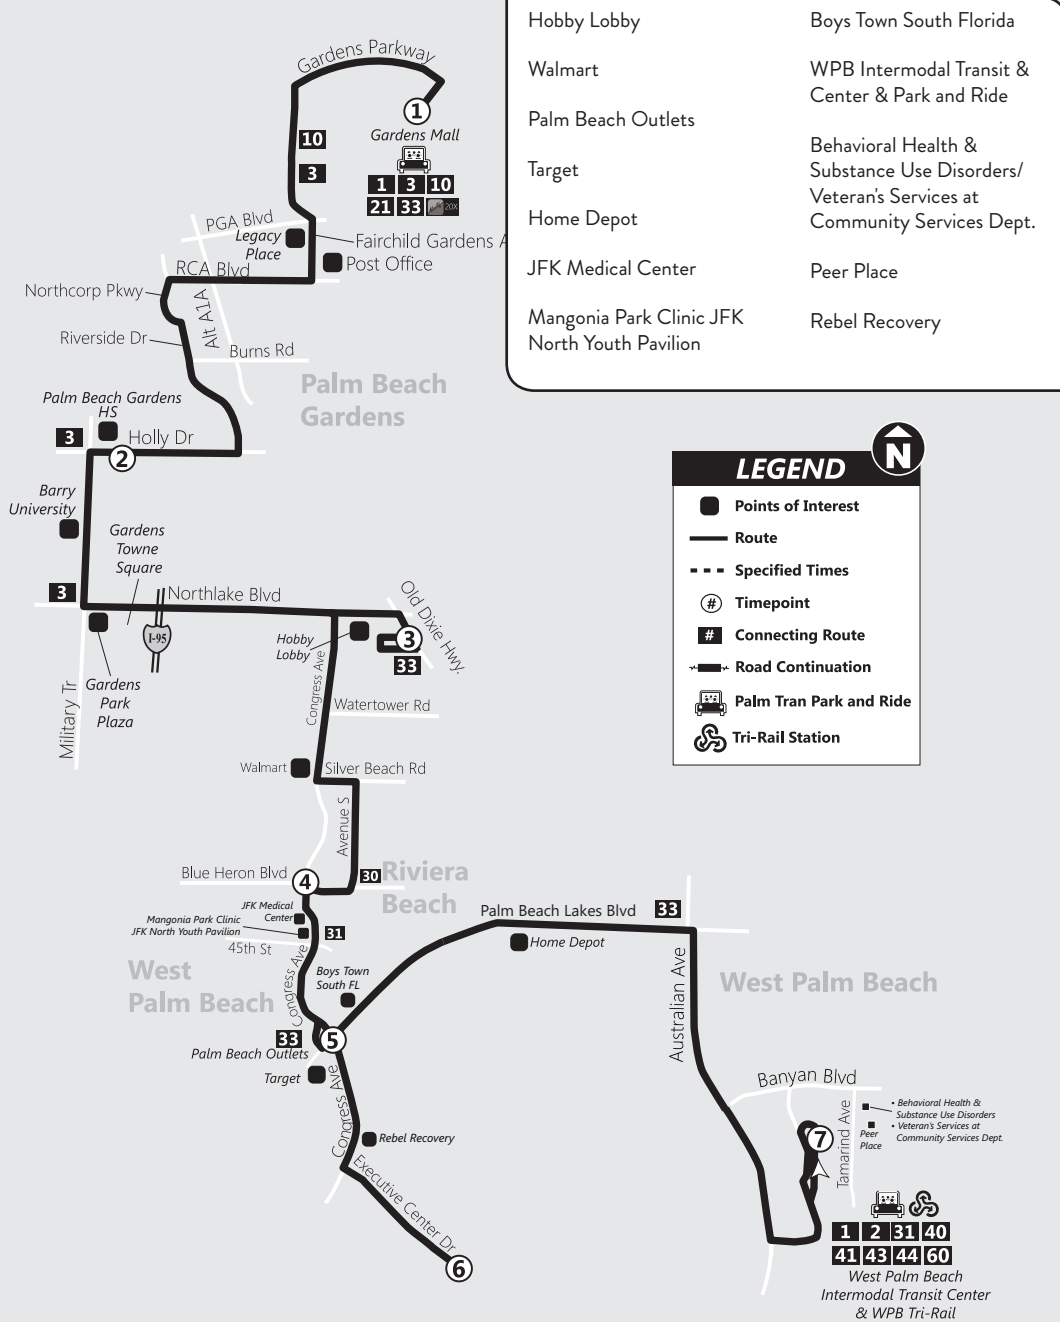 Hobby Lobby
Walmart
Palm Beach Outlets
Target
Home Depot
JFK Medical Center
Mangonia Park Clinic JFK
North Youth Pavilion
Boys Town South Florida
WPB Intermodal Transit &
Center & Park and Ride
Behavioral Health &
Substance Use Disorders/
Veteran's Services at
Community Services Dept.
Peer Place
Rebel Recovery
Gardens Parkway
1
Gardens Mall
10
3
1 3 10
21 33 20X
PGA Blvd
Legacy
Place
Fairchild Gardens A
Post Office
RCA Blvd
Northcorp Pkwy
Alt A1A
Riverside Dr
Burns Rd
Palm Beach
Gardens
Palm Beach Gardens
HS
3
Holly Dr
2
Barry
University
Gardens
Towne
Square
3
Northlake Blvd
I-95
Old Dixie Hwy.
Hobby
Lobby
3
33
Gardens
Park
Plaza
Military Tr
Congress Ave
Watertower Rd
Walmart
Silver Beach Rd
Avenue S
Blue Heron Blvd
4
30
Riviera
Beach
JFK Medical
Center
Mangonia Park Clinic
JFK North Youth Pavilion
31
45th St
West
Palm Beach
Congress Ave
Boys Town
South FL
33
5
Palm Beach Outlets
Target
Congress Ave
Rebel Recovery
Executive Center Dr
6
Palm Beach Lakes Blvd
33
Home Depot
Australian Ave
West Palm Beach
Banyan Blvd
7
Tamarind Ave
• Behavioral Health &
Substance Use Disorders
• Veteran's Services at
Community Services Dept.
Peer
Place
1 2 31 40
41 43 44 60
West Palm Beach
Intermodal Transit Center
& WPB Tri-Rail
N
LEGEND
Points of Interest
Route
Specified Times
# Timepoint
# Connecting Route
Road Continuation
Palm Tran Park and Ride
Tri-Rail Station